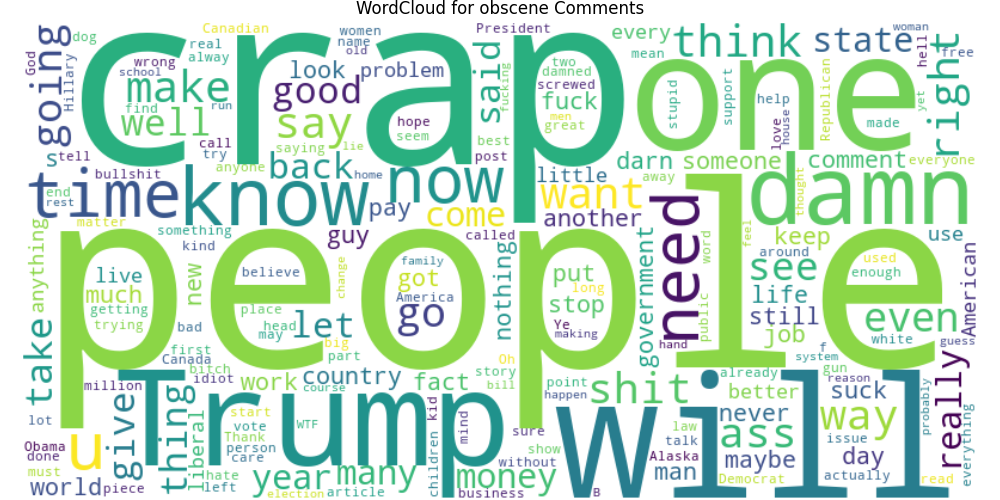 WordCloud for obscene Comments
crap
one
people
will
Trump
damn
know
now
time
need
think
state
going
make
well
good
say
look
problem
back
said
fuck
right
want
come
another
little
darn
someone
comment
everyone
every
women
name
old
President
Canadian
real
alway
dog
God
Hillary
wrong
school
find
run
call
try
anyone
saying
lie
hope
seem
best
post
fucking
two
damned
screwed
men
great
mean
stupid
support
help
love
house
Republican
made
woman
hell
yet
free
s
tell
bullshit
end
rest
matter
home
pay
guy
called
away
thought
feel
word
public
keep
around
see
life
still
job
use
used
enough
even
white
American
guess
anything
something
kind
live
much
getting
trying
new
believe
place
head
may
change
family
got
America
go
let
big
part
nothing
put
long
stop
Ye
making
government
hand
system
f
gun
reason
take
bad
first
Canada
bitch
idiot
million
work
country
course
fact
Oh
story
bill
point
happen
shit
already
better
suck
way
really
probably
everything
lot
give
thing
liberal
start
vote
Thank
person
care
WTF
hate
left
kid
mind
sure
show
without
law
talk
never
ass
maybe
issue
day
actually
Obama
done
must
u
world
piece
year
many
election
article
children
money
business
B
Alaska
man
Democrat
read